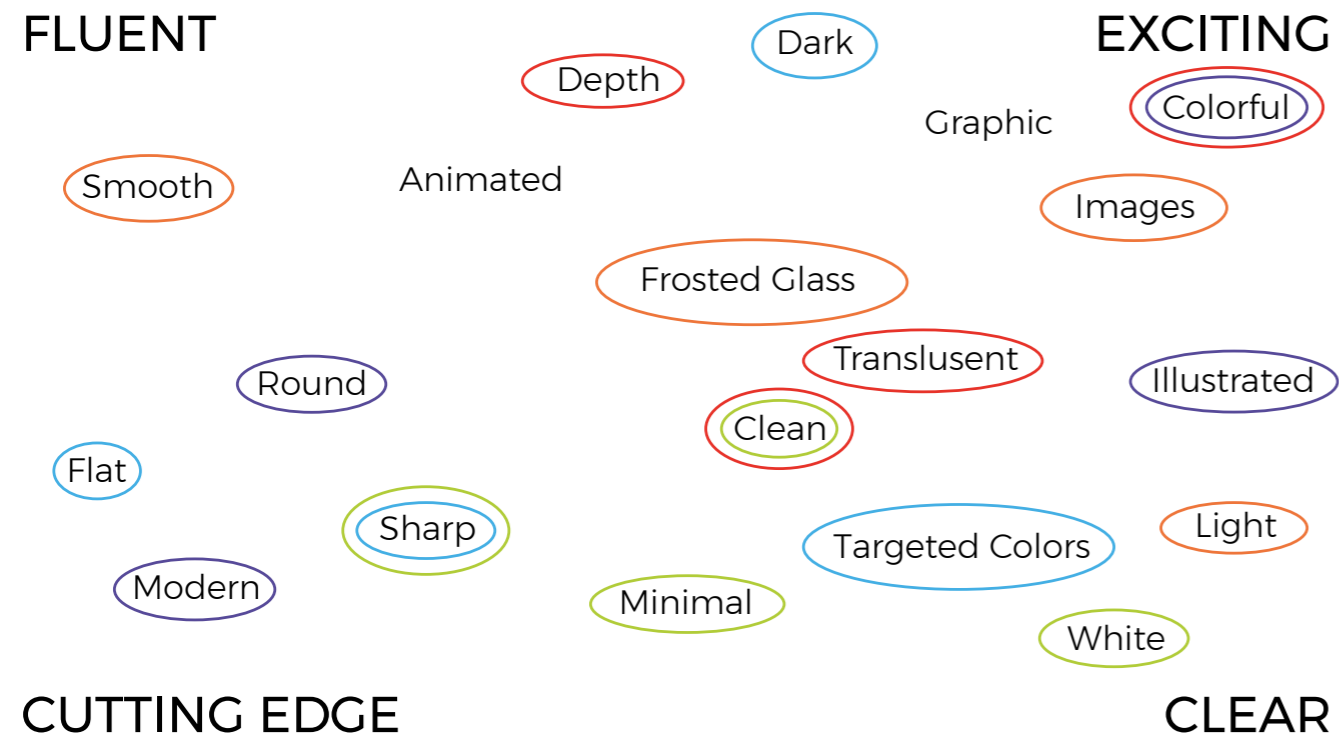 FLUENT
EXCITING
Dark
Depth
Colorful
Graphic
Animated
Smooth
Images
Frosted Glass
Translusent
Illustrated
Round
Clean
Flat
Sharp
Light
Targeted Colors
Modern
Minimal
White
CUTTING EDGE
CLEAR